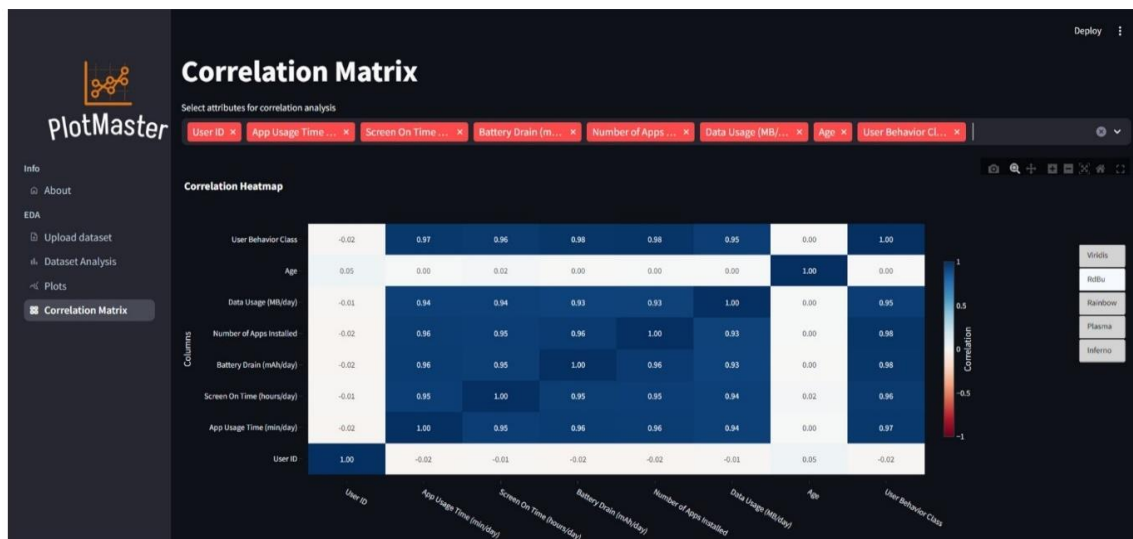 Deploy
PlotMaster
Info
About
EDA
Upload dataset
Dataset Analysis
Plots
Correlation Matrix
Correlation Matrix
Select attributes for correlation analysis
User ID × App Usage Time ... × Screen On Time ... × Battery Drain (m... × Number of Apps ... × Data Usage (MB/... × Age × User Behavior Cl... ×
Correlation Heatmap
Columns
User Behavior Class -0.02 0.97 0.96 0.98 0.98 0.95 0.00 1.00
Age 0.05 0.00 0.02 0.00 0.00 0.00 1.00 0.00
Data Usage (MB/day) -0.01 0.94 0.94 0.93 0.93 1.00 0.00 0.95
Number of Apps Installed -0.02 0.96 0.95 0.96 1.00 0.93 0.00 0.98
Battery Drain (mAh/day) -0.02 0.96 0.95 1.00 0.96 0.93 0.00 0.98
Screen On Time (hours/day) -0.01 0.95 1.00 0.95 0.95 0.94 0.02 0.96
App Usage Time (min/day) -0.02 1.00 0.95 0.96 0.96 0.94 0.00 0.97
User ID 1.00 -0.02 -0.01 -0.02 -0.02 -0.01 0.05 -0.02
User ID
App Usage Time (min/day)
Screen On Time (hours/day)
Battery Drain (mAh/day)
Number of Apps Installed
Data Usage (MB/day)
Age
User Behavior Class
1
0.5
0
-0.5
-1
Correlation
Viridis
RdBu
Rainbow
Plasma
Inferno